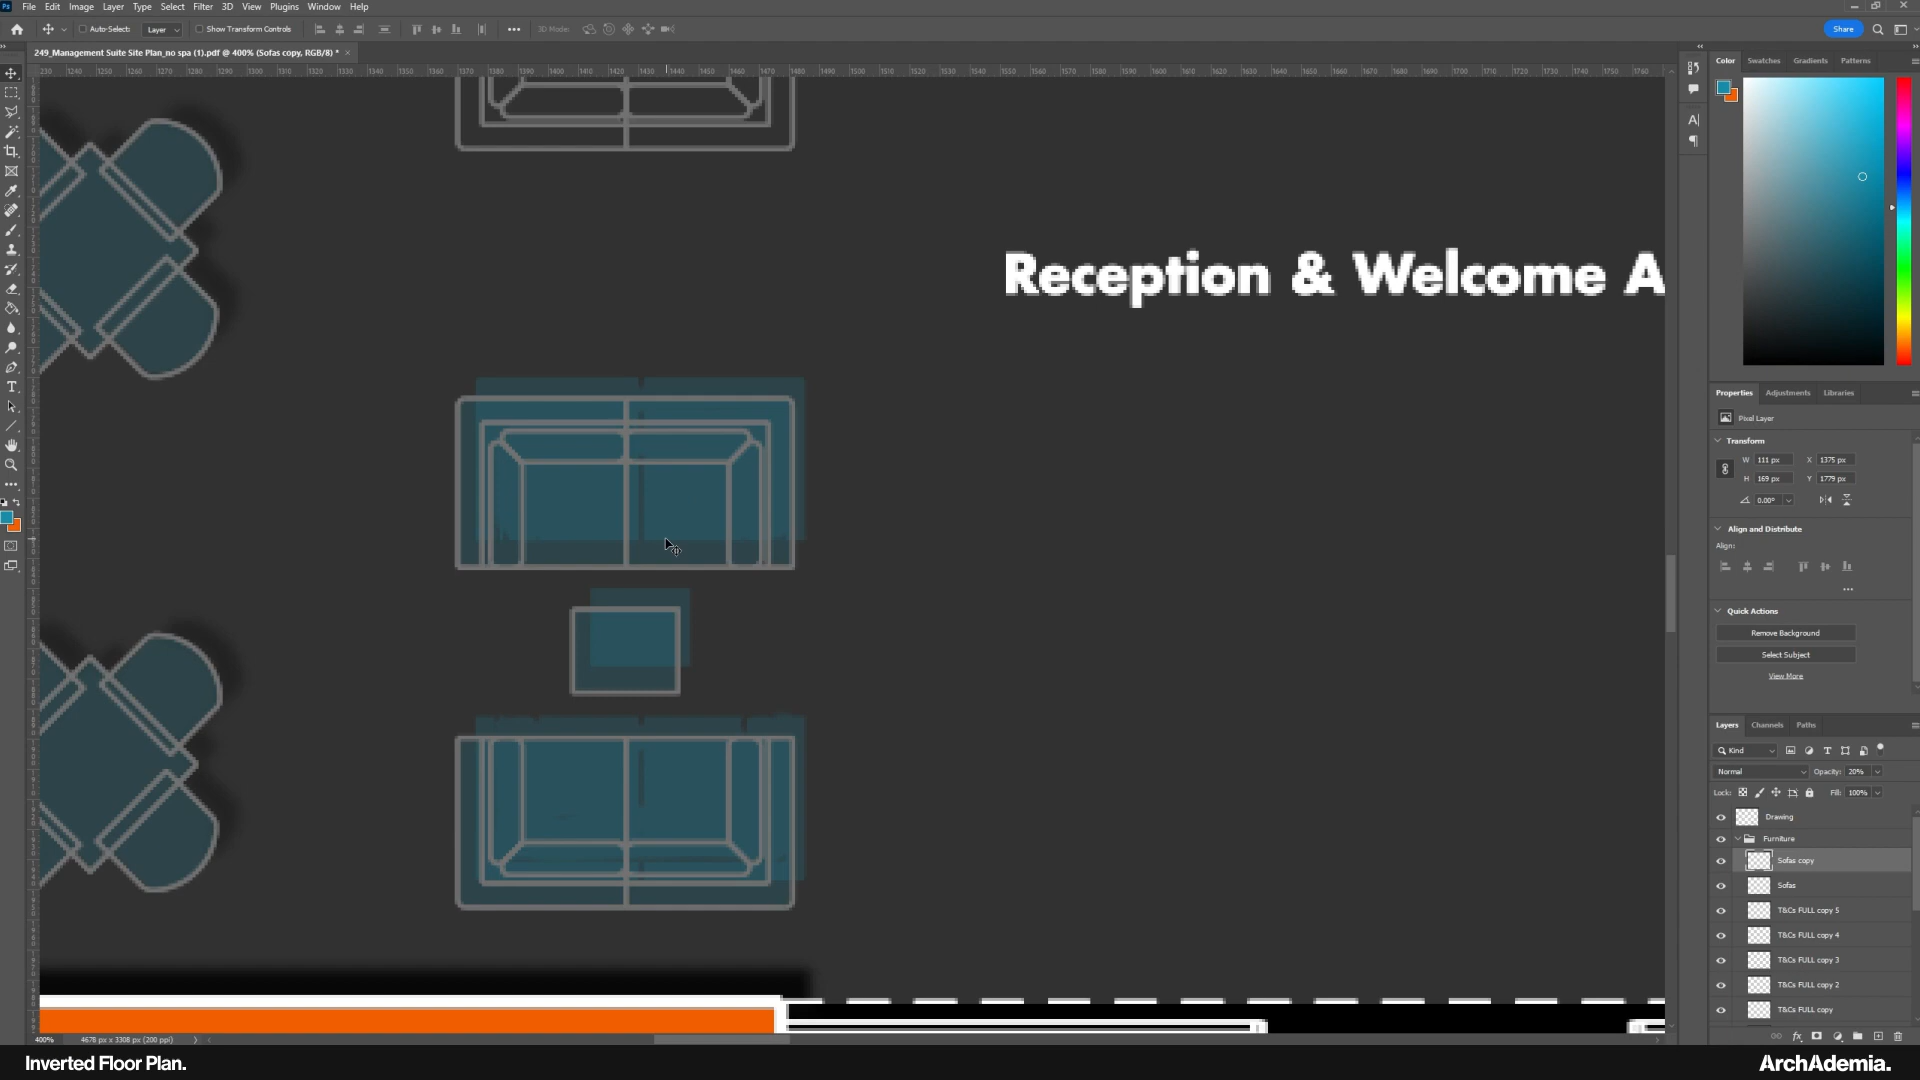 File Edit Image Layer Type Select Filter 3D View Plugins Window Help
Auto-Select: Layer Show Transform Controls 3D Mode: Share
249_Management Suite Site Plan_no spa (1).pdf @ 400% (Sofas copy, RGB/8) *
Color Swatches Gradients Patterns
Reception & Welcome A
Properties Adjustments Libraries
Pixel Layer
Transform
W 111 px X 1375 px
H 169 px Y 1779 px
0.00°
Align and Distribute
Align:
Quick Actions
Remove Background
Select Subject
View More
Layers Channels Paths
Kind
Normal Opacity: 20%
Lock: Fill: 100%
Drawing
Furniture
Sofas copy
Sofas
T&Cs FULL copy 5
T&Cs FULL copy 4
T&Cs FULL copy 3
T&Cs FULL copy 2
T&Cs FULL copy
400% 4678 px x 3308 px (200 ppi)
Inverted Floor Plan.
ArchAdemia.